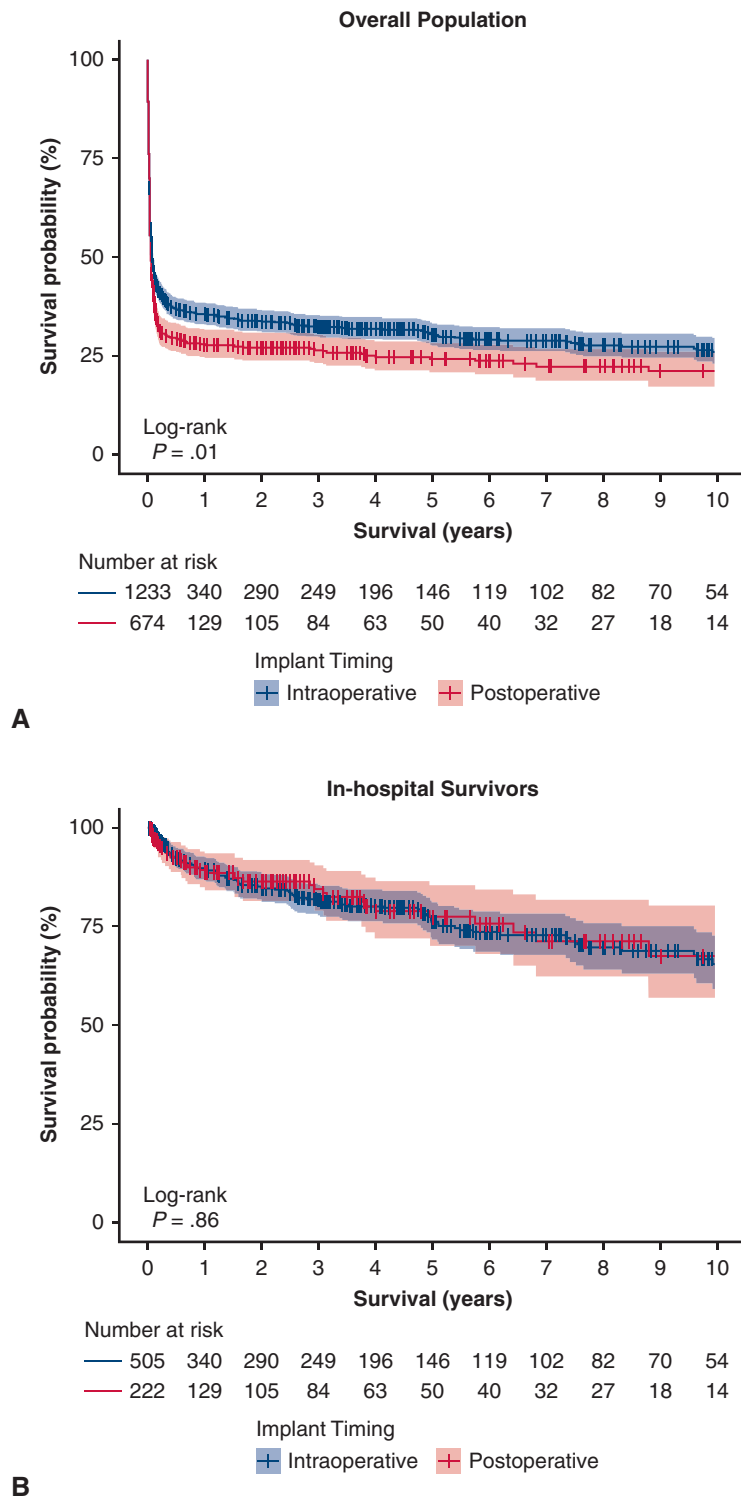 Overall Population
100
75
50
25
0
Survival probability (%)
Log-rank
P = .01
0 1 2 3 4 5 6 7 8 9 10
Survival (years)
Number at risk
1233 340 290 249 196 146 119 102 82 70 54
674 129 105 84 63 50 40 32 27 18 14
Implant Timing
Intraoperative Postoperative
A
In-hospital Survivors
100
75
50
25
0
Survival probability (%)
Log-rank
P = .86
0 1 2 3 4 5 6 7 8 9 10
Survival (years)
Number at risk
505 340 290 249 196 146 119 102 82 70 54
222 129 105 84 63 50 40 32 27 18 14
Implant Timing
Intraoperative Postoperative
B